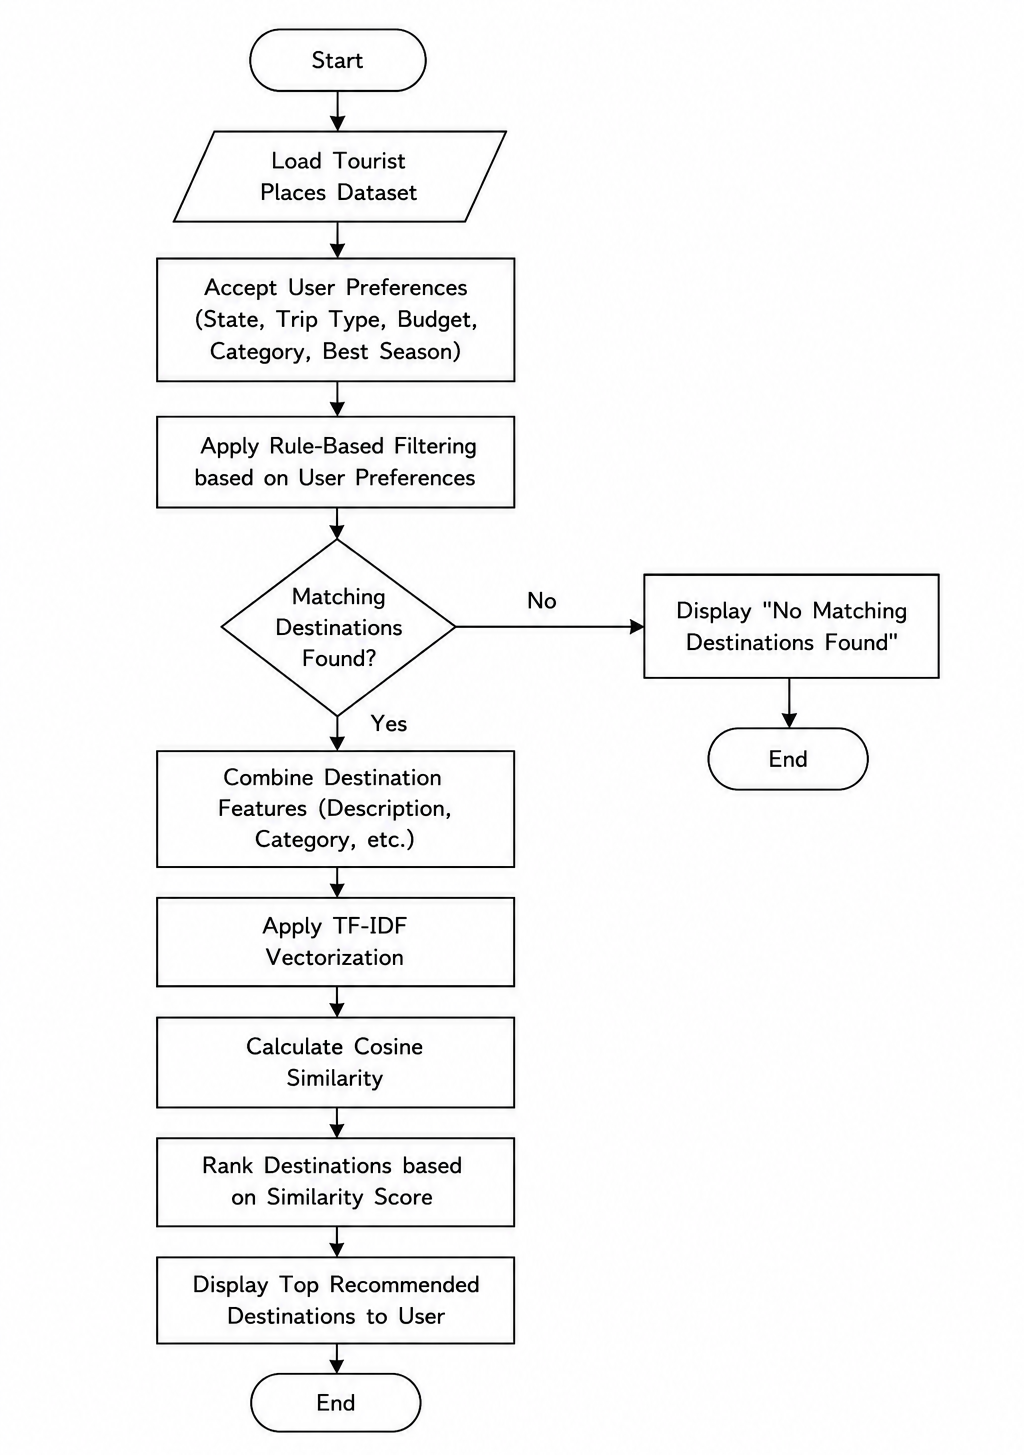 Start
Load Tourist
Places Dataset
Accept User Preferences
(State, Trip Type, Budget,
Category, Best Season)
Apply Rule-Based Filtering
based on User Preferences
Matching
Destinations
Found?
No
Display "No Matching
Destinations Found"
End
Yes
Combine Destination
Features (Description,
Category, etc.)
Apply TF-IDF
Vectorization
Calculate Cosine
Similarity
Rank Destinations based
on Similarity Score
Display Top Recommended
Destinations to User
End